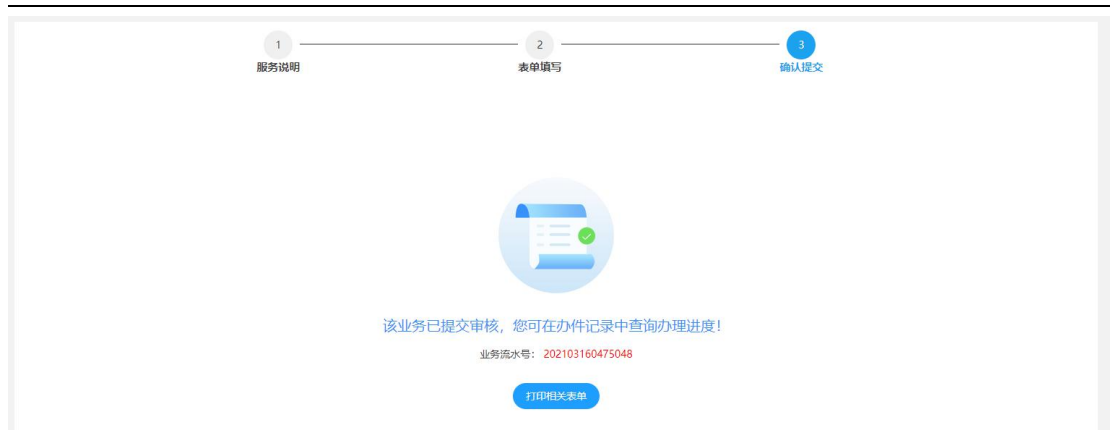 1
2
3
服务说明
表单填写
确认提交
该业务已提交审核，您可在办件记录中查询办理进度！
业务流水号： 202103160475048
打印相关表单